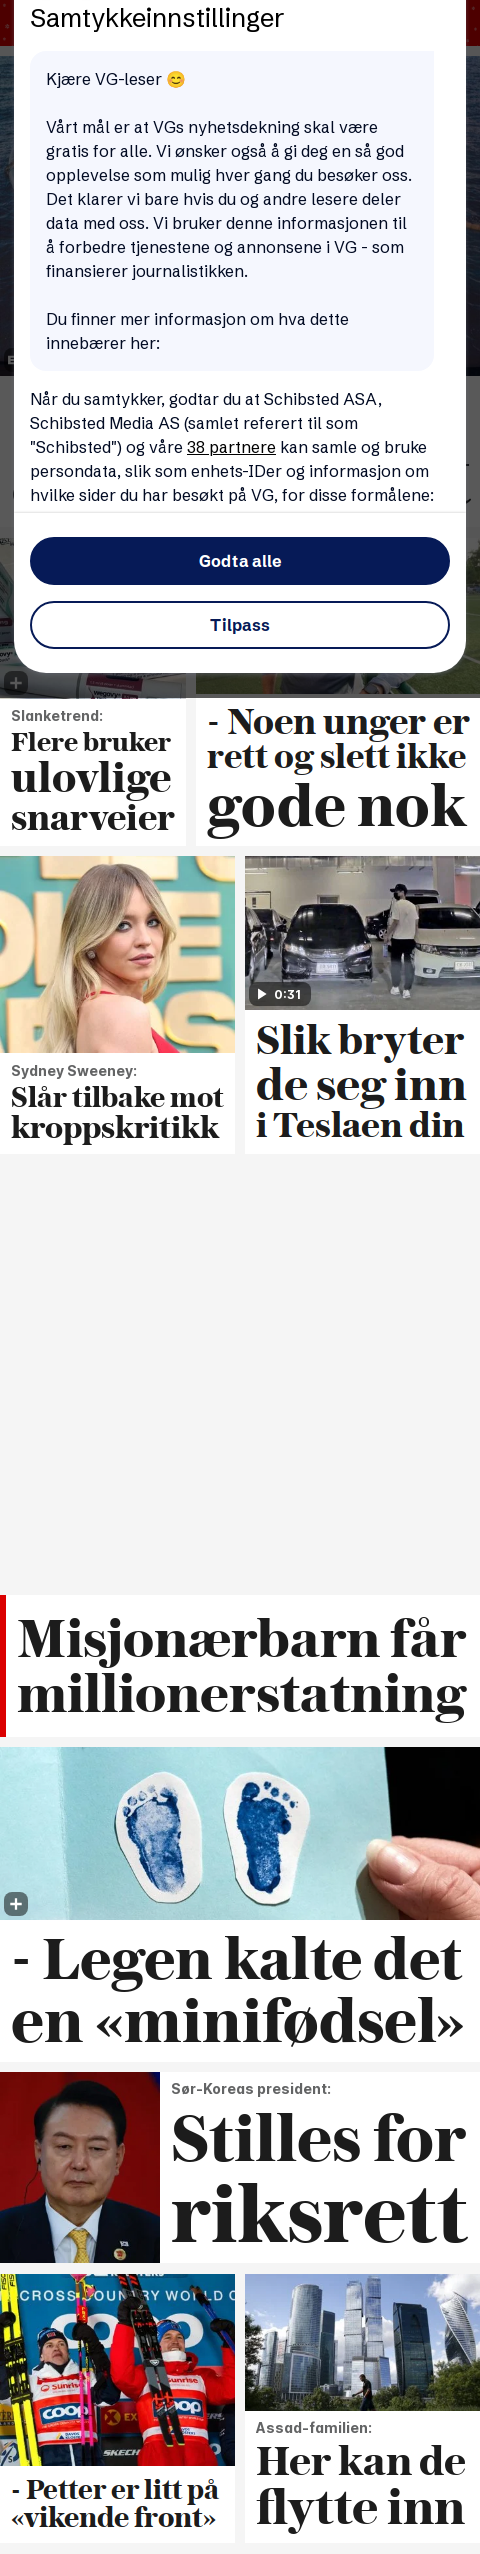 Samtykkeinnstillinger
Kjære VG-leser 😊
Vårt mål er at VGs nyhetsdekning skal være
gratis for alle. Vi ønsker også å gi deg en så god
opplevelse som mulig hver gang du besøker oss.
Det klarer vi bare hvis du og andre lesere deler
data med oss. Vi bruker denne informasjonen til
å forbedre tjenestene og annonsene i VG - som
finansierer journalistikken.
Du finner mer informasjon om hva dette
innebærer her:
Når du samtykker, godtar du at Schibsted ASA,
Schibsted Media AS (samlet referert til som
"Schibsted") og våre 38 partnere kan samle og bruke
persondata, slik som enhets-IDer og informasjon om
hvilke sider du har besøkt på VG, for disse formålene:
Godta alle
Tilpass
Slanketrend:
Flere bruker
ulovlige
snarveier
- Noen unger er
rett og slett ikke
gode nok
0:31
Sydney Sweeney:
Slår tilbake mot
kroppskritikk
Slik bryter
de seg inn
i Teslaen din
Misjonærbarn får
millionerstatning
- Legen kalte det
en «minifødsel»
Sør-Koreas president:
Stilles for
riksrett
CROSS COUNTRY WORLD C
Sunrise
coop
coop
SKECH
- Petter er litt på
«vikende front»
Assad-familien:
Her kan de
flytte inn